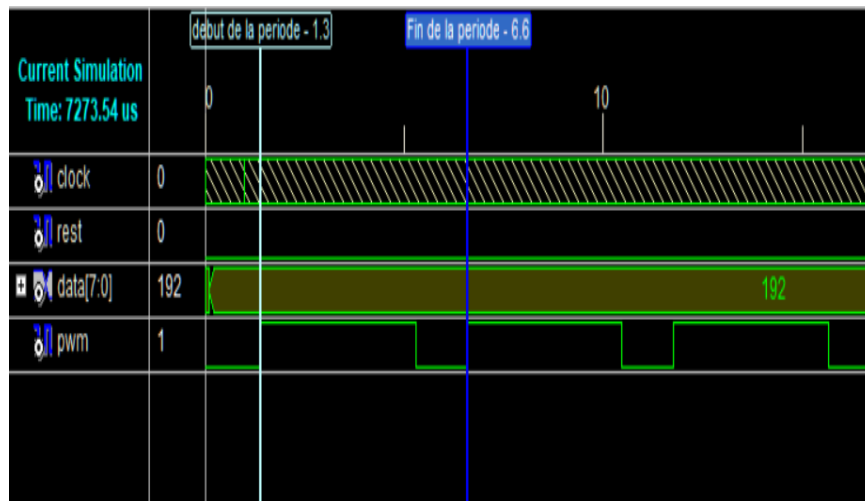 debut de la periode - 1.3
Fin de la periode - 6.6
Current Simulation
Time: 7273.54 us
0
10
clock 0
rest 0
data[7:0] 192 192
pwm 1